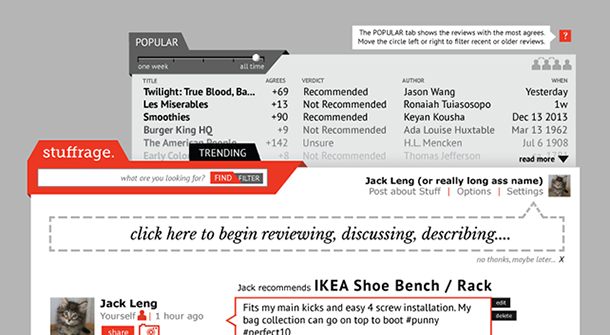 The POPULAR tab shows the reviews with the most agrees.
Move the circle left or right to filter recent or older reviews.
?
POPULAR
one week all time
TITLE AGREES VERDICT AUTHOR WHEN
Twilight: True Blood, Ba... +69 Recommended Jason Wang Yesterday
Les Miserables +13 Not Recommended Ronaiah Tuiasosopo 1w
Smoothies +90 Recommended Keyan Kousha Dec 13 2013
Burger King HQ +9 Not Recommended Ada Louise Huxtable Mar 13 1962
The American People +142 Unsure H.L. Mencken Jul 6 1908
Early Colo +8 Not Recommended Thomas Jefferson
read more
stuffrage.
TRENDING
what are you looking for? FIND FILTER
Jack Leng (or really long ass name)
Post about Stuff | Options | Settings
click here to begin reviewing, discussing, describing....
no thanks, maybe later... X
Jack recommends IKEA Shoe Bench / Rack
Jack Leng
Yourself | 1 hour ago
share
Fits my main kicks and easy 4 screw installation. My
bag collection can go on top to boot #punny
#perfect10
edit
delete